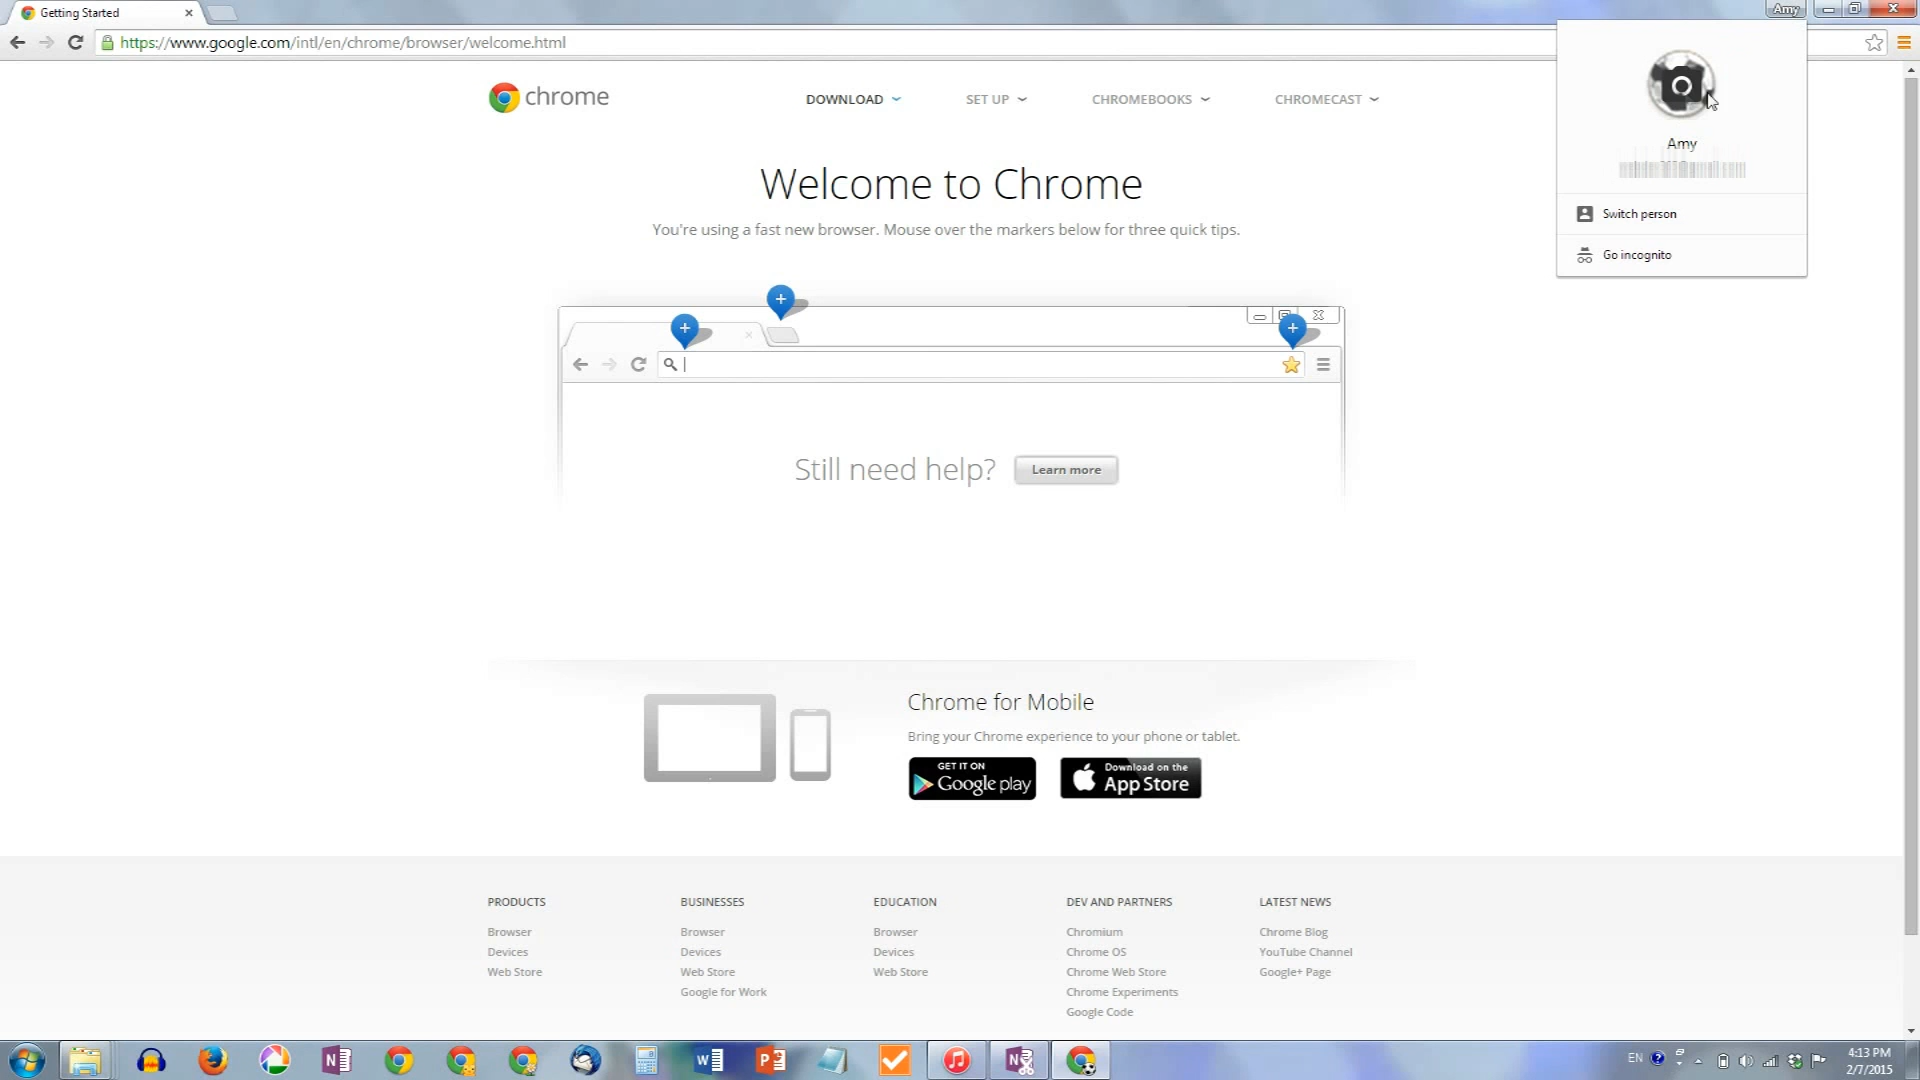 Getting Started
Amy
https://www.google.com/intl/en/chrome/browser/welcome.html
chrome
DOWNLOAD
SET UP
CHROMEBOOKS
CHROMECAST
Amy
Switch person
Go incognito
Welcome to Chrome
You're using a fast new browser. Mouse over the markers below for three quick tips.
Still need help?
Learn more
Chrome for Mobile
Bring your Chrome experience to your phone or tablet.
GET IT ON
Google play
Download on the
App Store
PRODUCTS
Browser
Devices
Web Store
BUSINESSES
Browser
Devices
Web Store
Google for Work
EDUCATION
Browser
Devices
Web Store
DEV AND PARTNERS
Chromium
Chrome OS
Chrome Web Store
Chrome Experiments
Google Code
LATEST NEWS
Chrome Blog
YouTube Channel
Google+ Page
EN
4:13 PM
2/7/2015